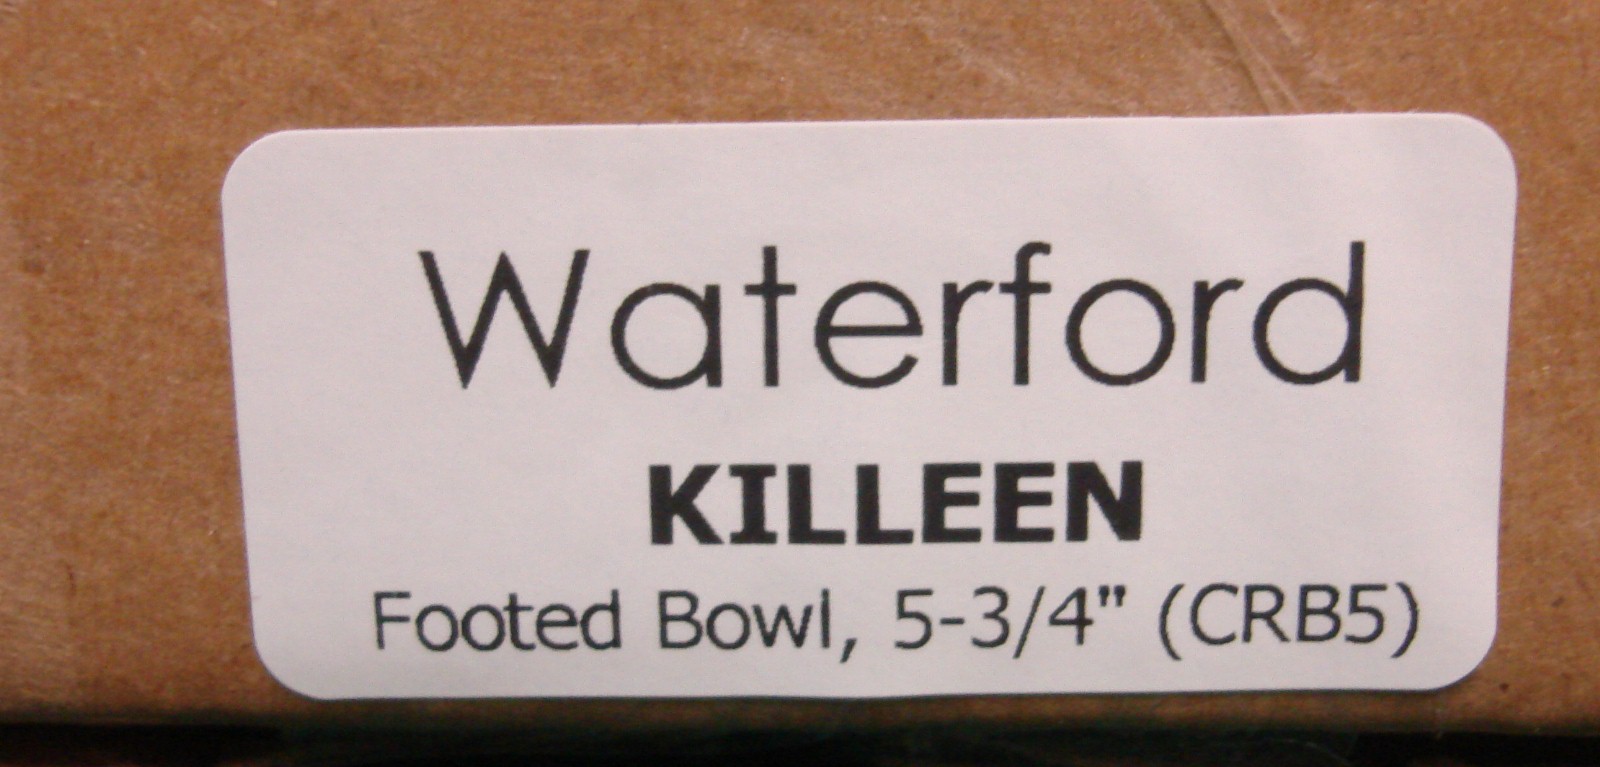 Waterford
KILLEEN
Footed Bowl, 5-3/4" (CRB5)